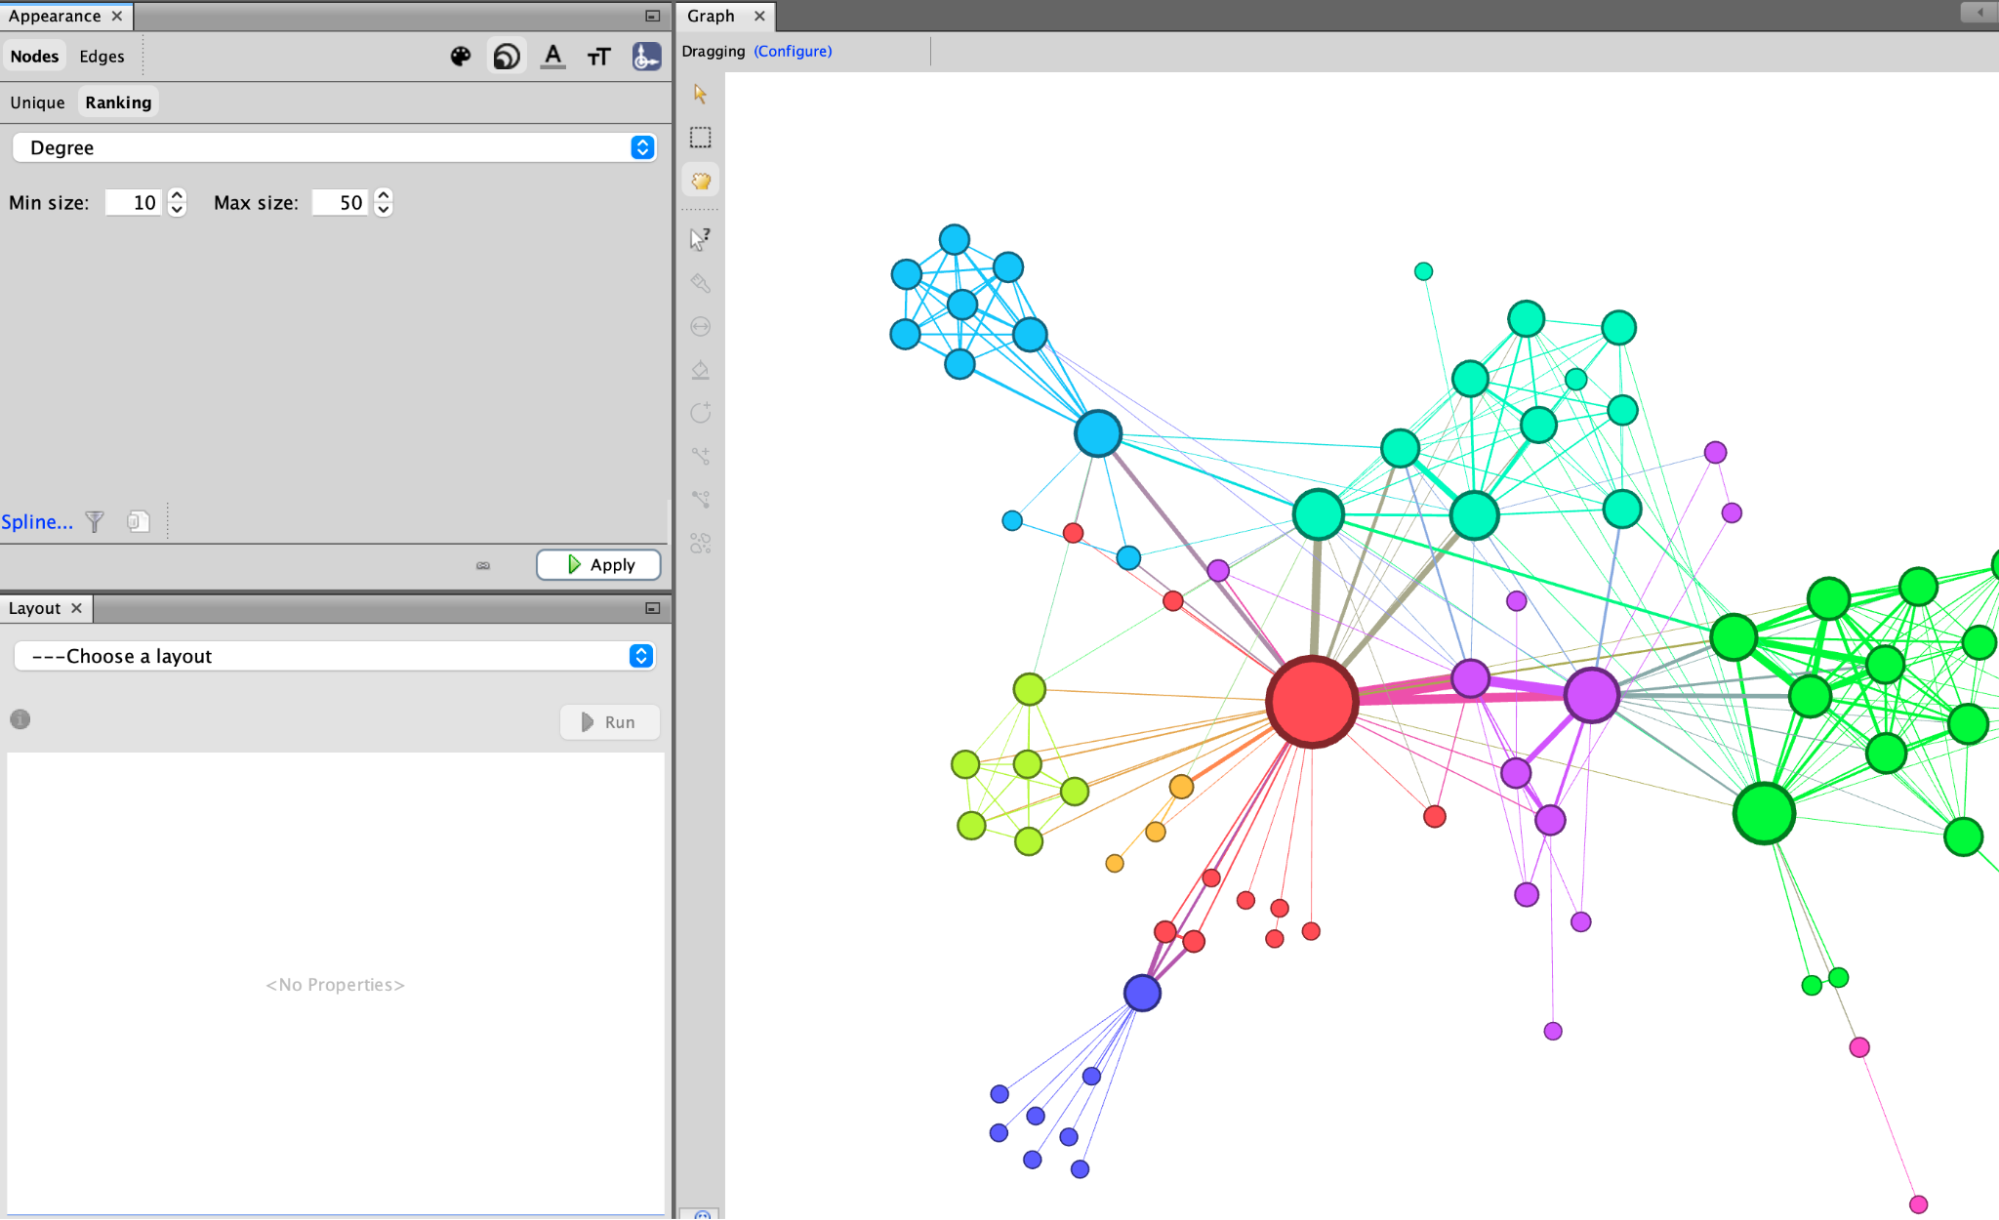 Appearance
Nodes Edges
A TT
Unique Ranking
Degree
Min size: 10 Max size: 50
Spline...
Apply
Layout
---Choose a layout
Run
<No Properties>
Graph
Dragging (Configure)